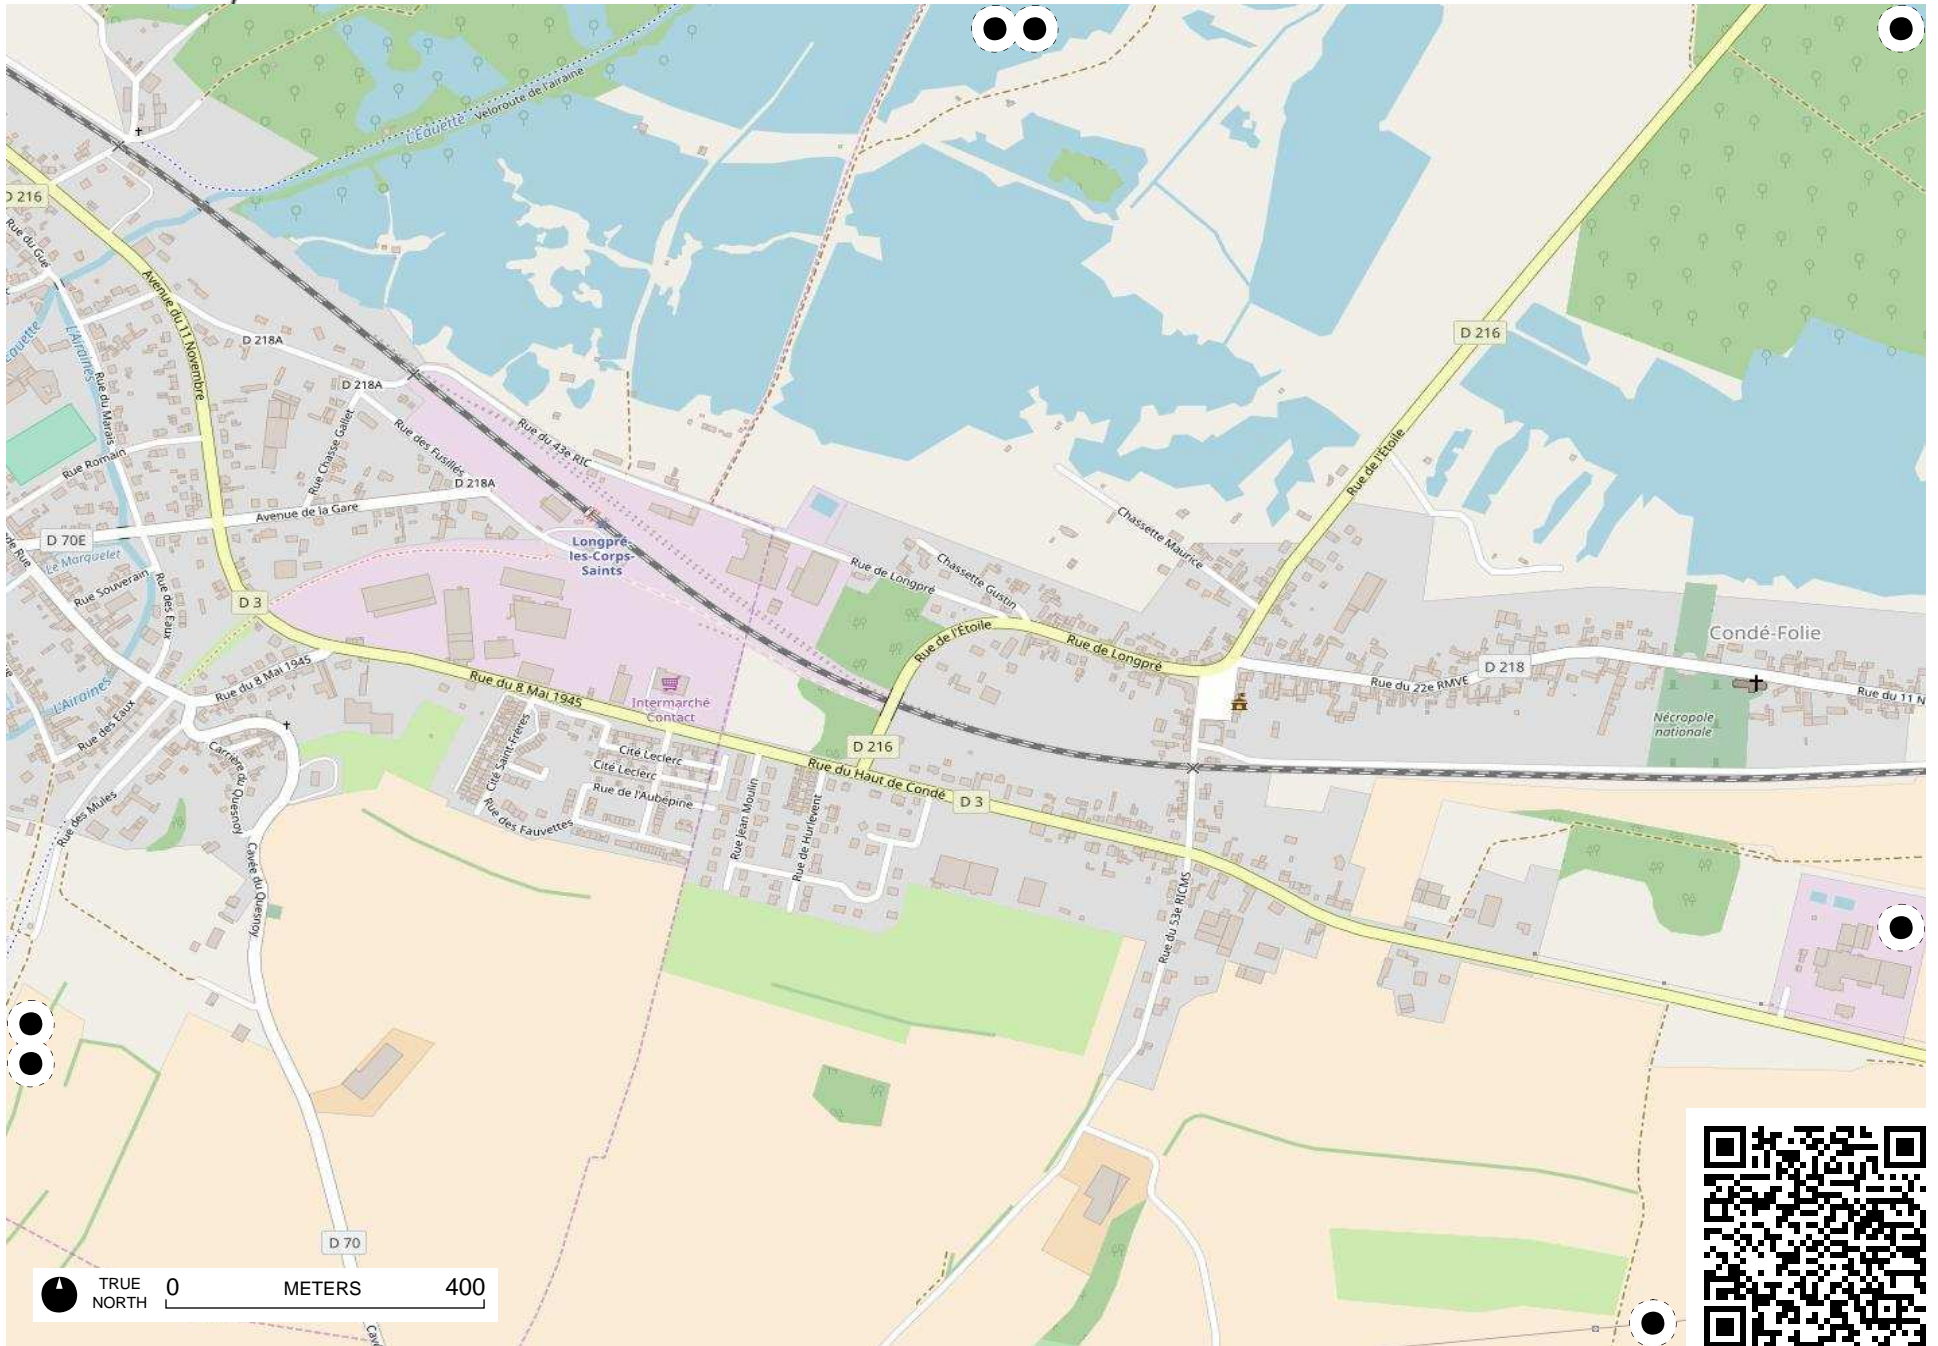 L'Eauette
Veloroute de l'airaine
D 216
Rue du Gué
Avenue du 11 Novembre
L'Airaines
Rue du Marais
D 218A
D 216
D 218A
Rue Chasse Gallet
Rue des Fusillés
Rue du 43e RIC
Rue de l'Étoile
Rue Romain
D 218A
Avenue de la Gare
Chassette Maurice
D 70E
Le Marquelet
Longpré-
les-Corps-
Saints
Rue de Longpré
Chassette Gustin
Rue Souverain
Rue des Eaux
D 3
Rue de l'Étoile
Rue de Longpré
Condé-Folie
D 218
Rue du 8 Mai 1945
Rue du 8 Mai 1945
Rue du 22e RMVE
Rue du 11 N
L'Airaines
Rue des Eaux
Intermarché
Contact
Nécropole
nationale
Carrière du Quesnoy
Cité Saint-Frères
Cité Leclerc
Cité Leclerc
D 216
Rue du Haut de Condé
D 3
Rue de l'Aubépine
Rue des Fauvettes
Rue Jean Moulin
Rue de Hurlevent
Rue des Mules
Cavée du Quesnoy
Rue du 53e RICMS
D 70
TRUE
NORTH
0 METERS 400